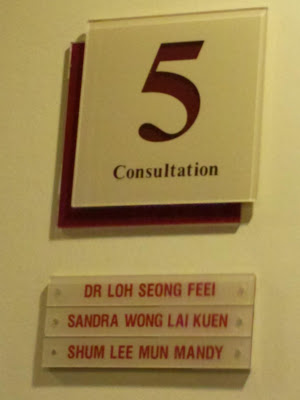 5
Consultation
DR LOH SEONG FEEI
SANDRA WONG LAI KUEN
SHUM LEE MUN MANDY